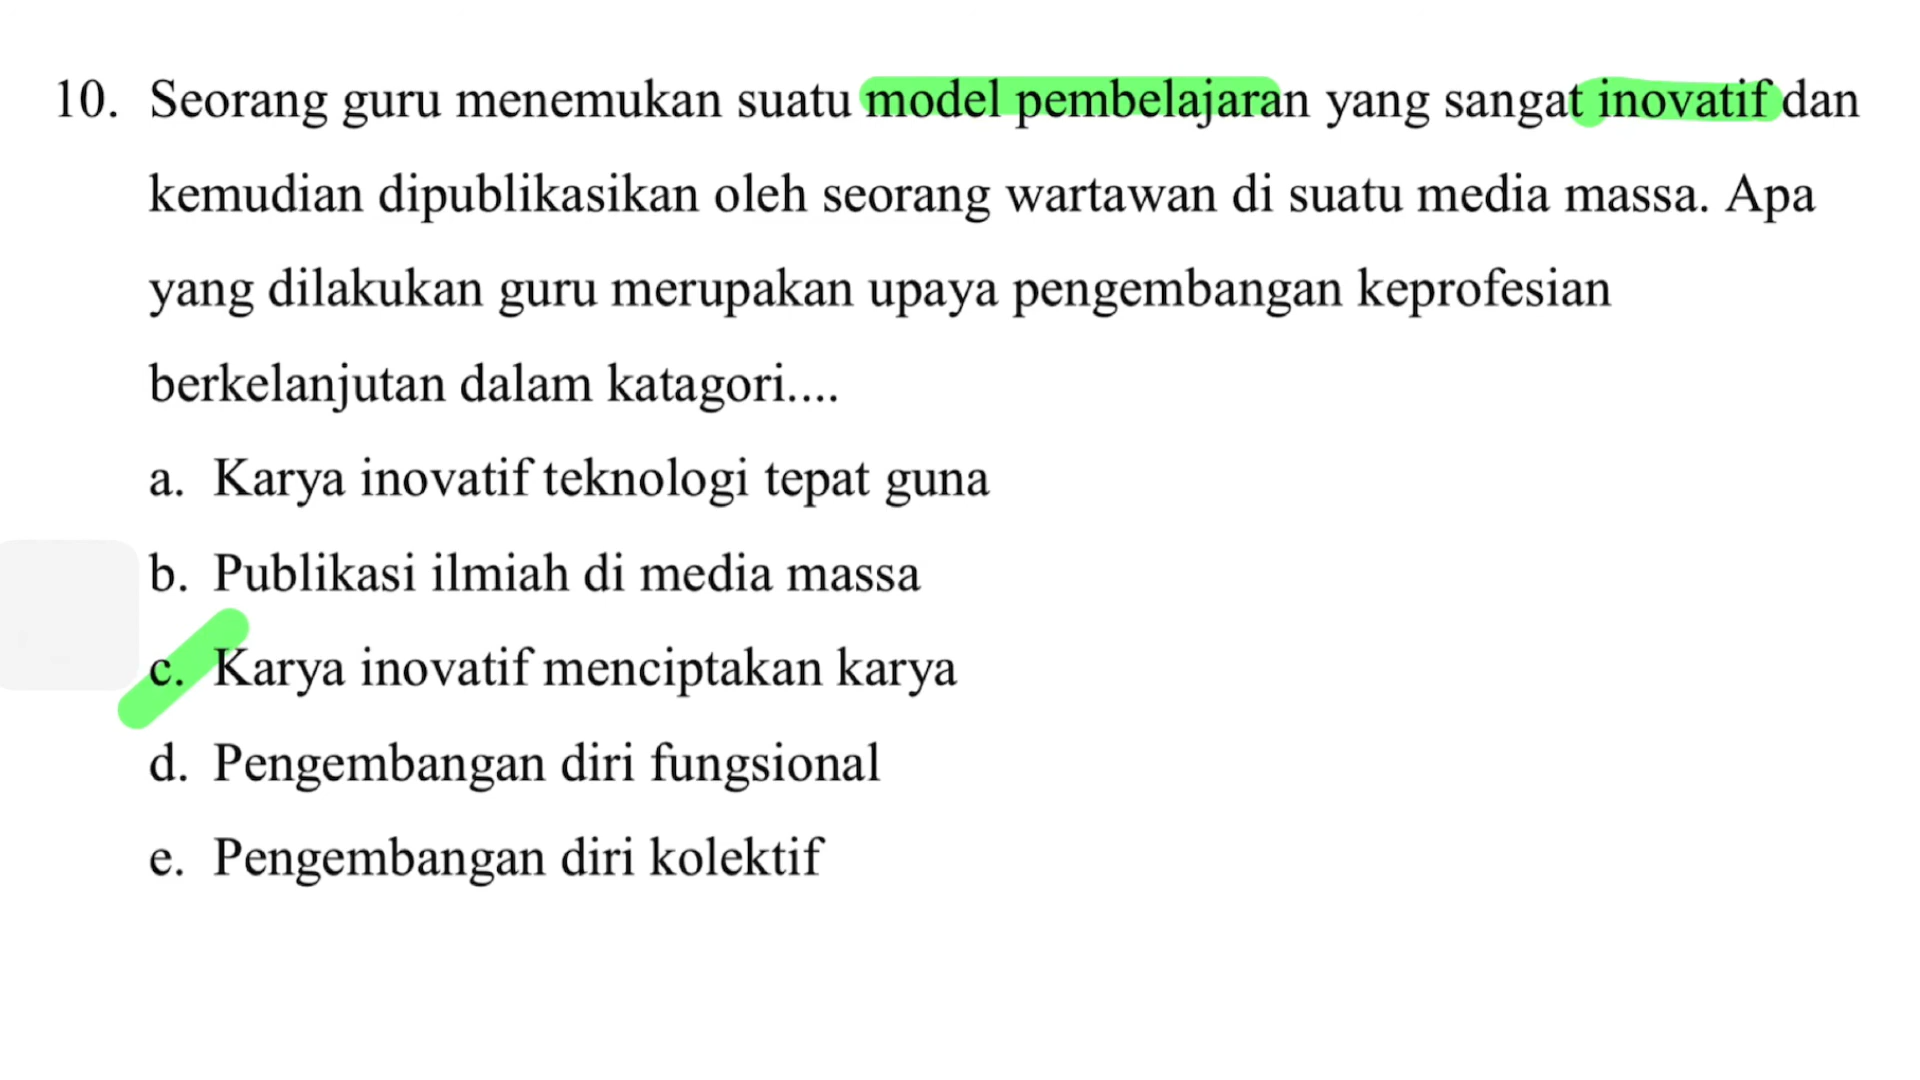 10. Seorang guru menemukan suatu model pembelajaran yang sangat inovatif dan
kemudian dipublikasikan oleh seorang wartawan di suatu media massa. Apa
yang dilakukan guru merupakan upaya pengembangan keprofesian
berkelanjutan dalam katagori....
a. Karya inovatif teknologi tepat guna
b. Publikasi ilmiah di media massa
c. Karya inovatif menciptakan karya
d. Pengembangan diri fungsional
e. Pengembangan diri kolektif